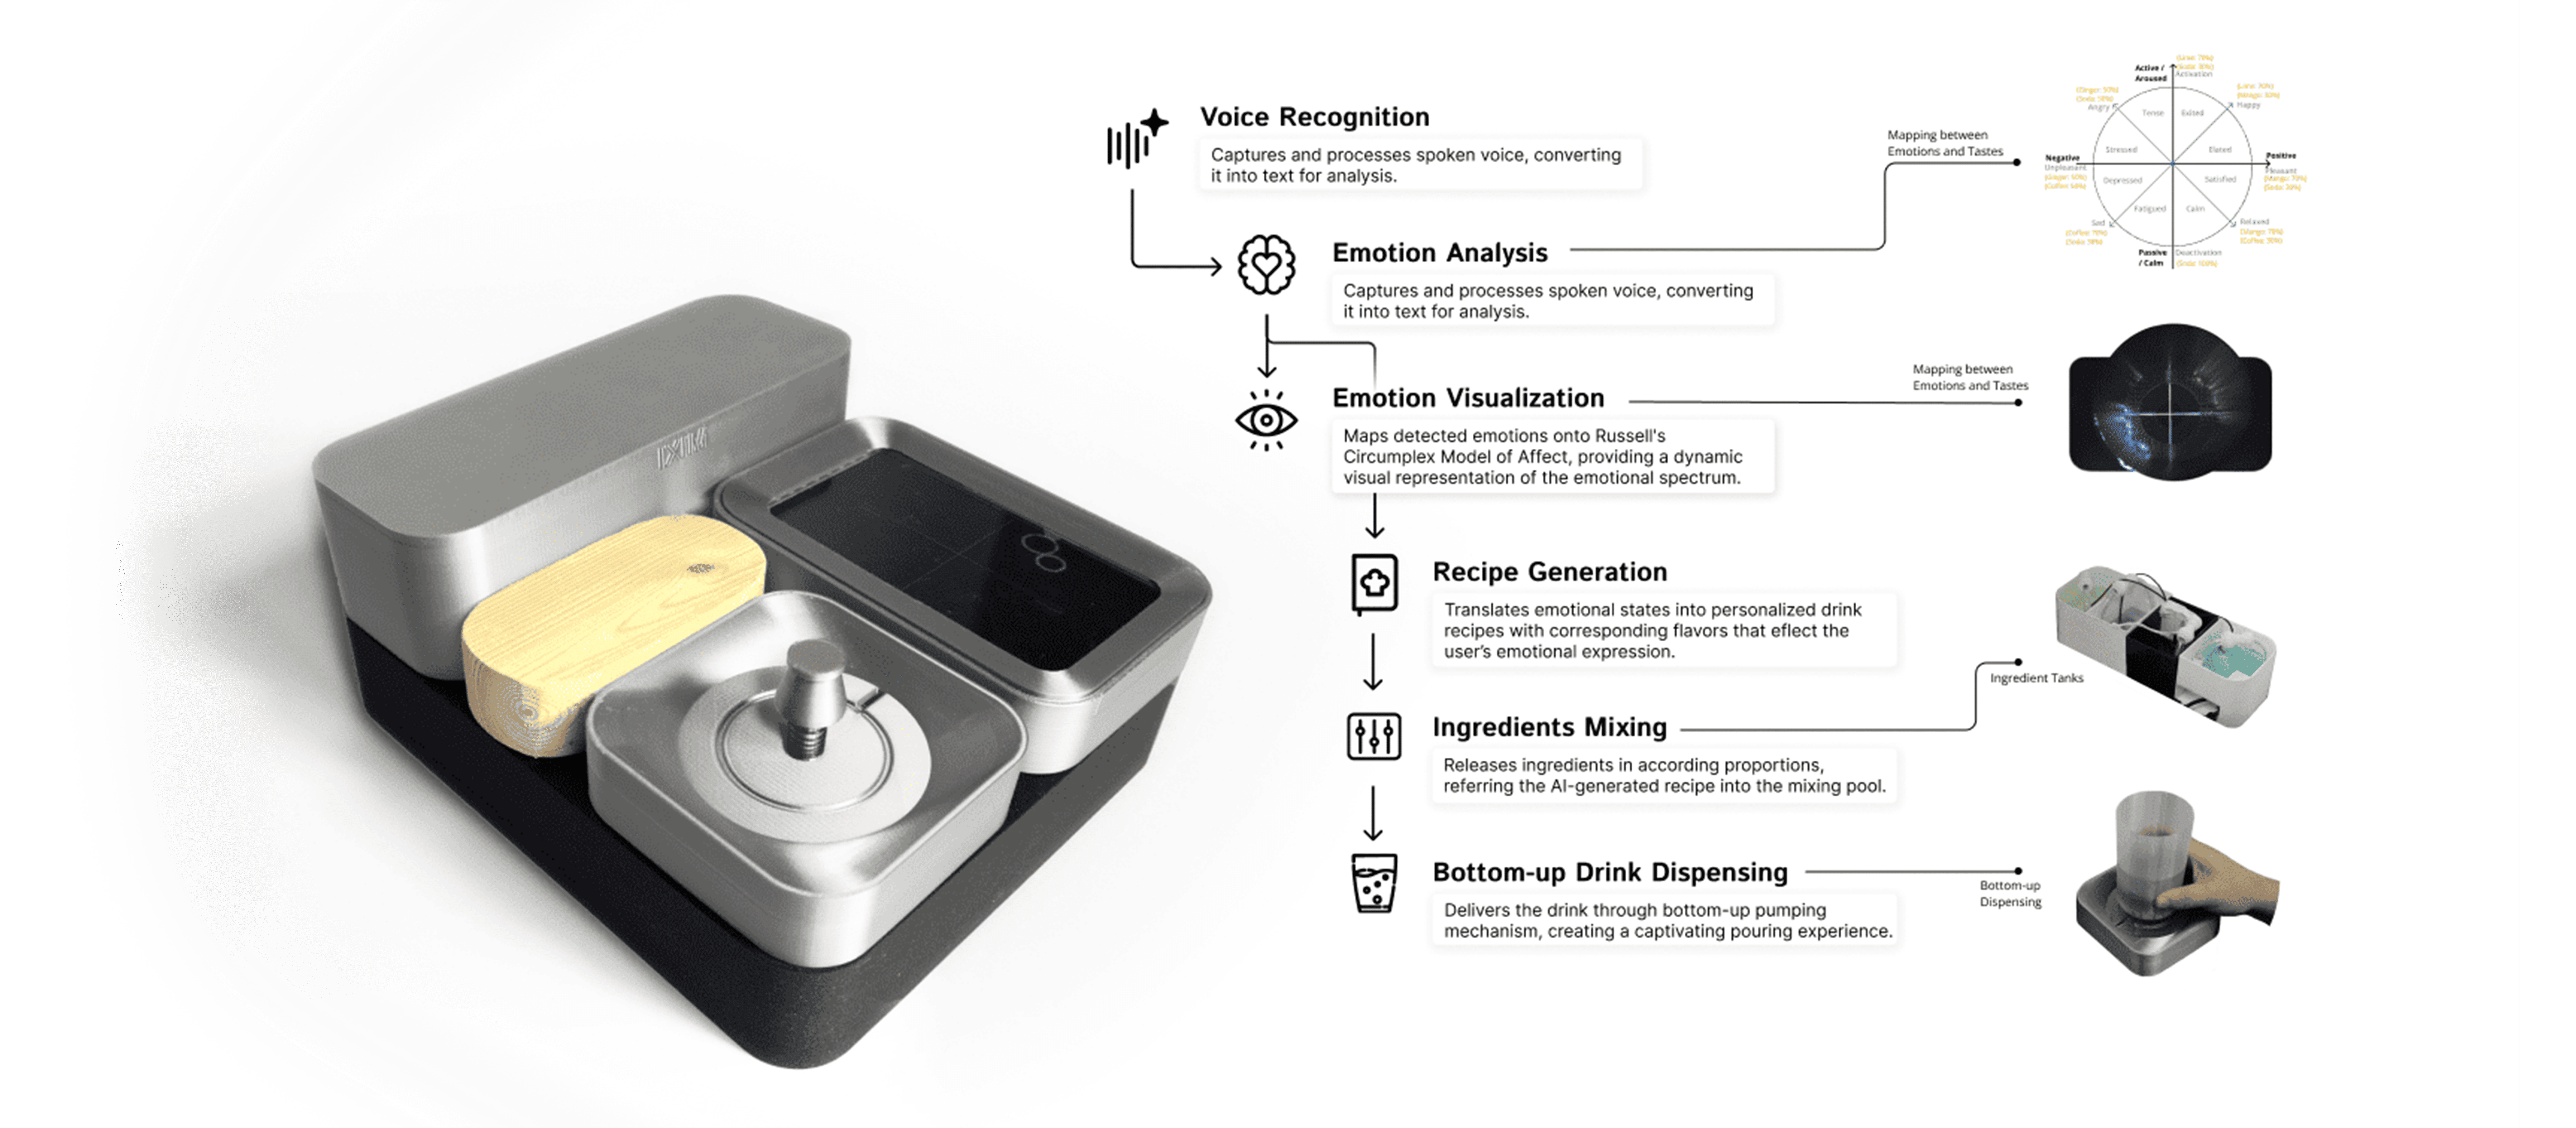 Voice Recognition
Captures and processes spoken voice, converting
it into text for analysis.
Emotion Analysis
Captures and processes spoken voice, converting
it into text for analysis.
Emotion Visualization
Maps detected emotions onto Russell's
Circumplex Model of Affect, providing a dynamic
visual representation of the emotional spectrum.
Recipe Generation
Translates emotional states into personalized drink
recipes with corresponding flavors that eflect the
user's emotional expression.
Ingredients Mixing
Releases ingredients in according proportions,
referring the AI-generated recipe into the mixing pool.
Bottom-up Drink Dispensing
Delivers the drink through bottom-up pumping
mechanism, creating a captivating pouring experience.
Mapping between
Emotions and Tastes
Active /
Aroused
Activation
Angry
Happy
Tense
Exited
Stressed
Elated
Negative
Unpleasant
Positive
Pleasant
Depressed
Satisfied
Fatigued
Calm
Sad
Relaxed
Passive
/ Calm
Deactivation
Mapping between
Emotions and Tastes
Ingredient Tanks
Bottom-up
Dispensing